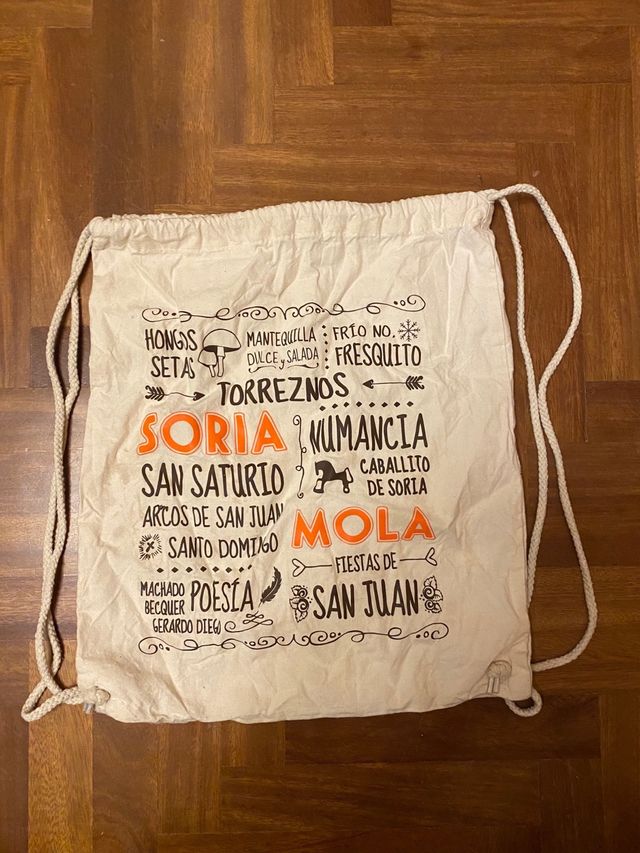 HONGOS
SETAS
MANTEQUILLA
DULCE y SALADA
FRÍO NO,
FRESQUITO
TORREZNOS
SORIA
NUMANCIA
SAN SATURIO
CABALLITO
DE SORIA
ARCOS DE SAN JUAN
MOLA
SANTO DOMINGO
FIESTAS DE
SAN JUAN
MACHADO
BECQUER
POESÍA
GERARDO DIEGO